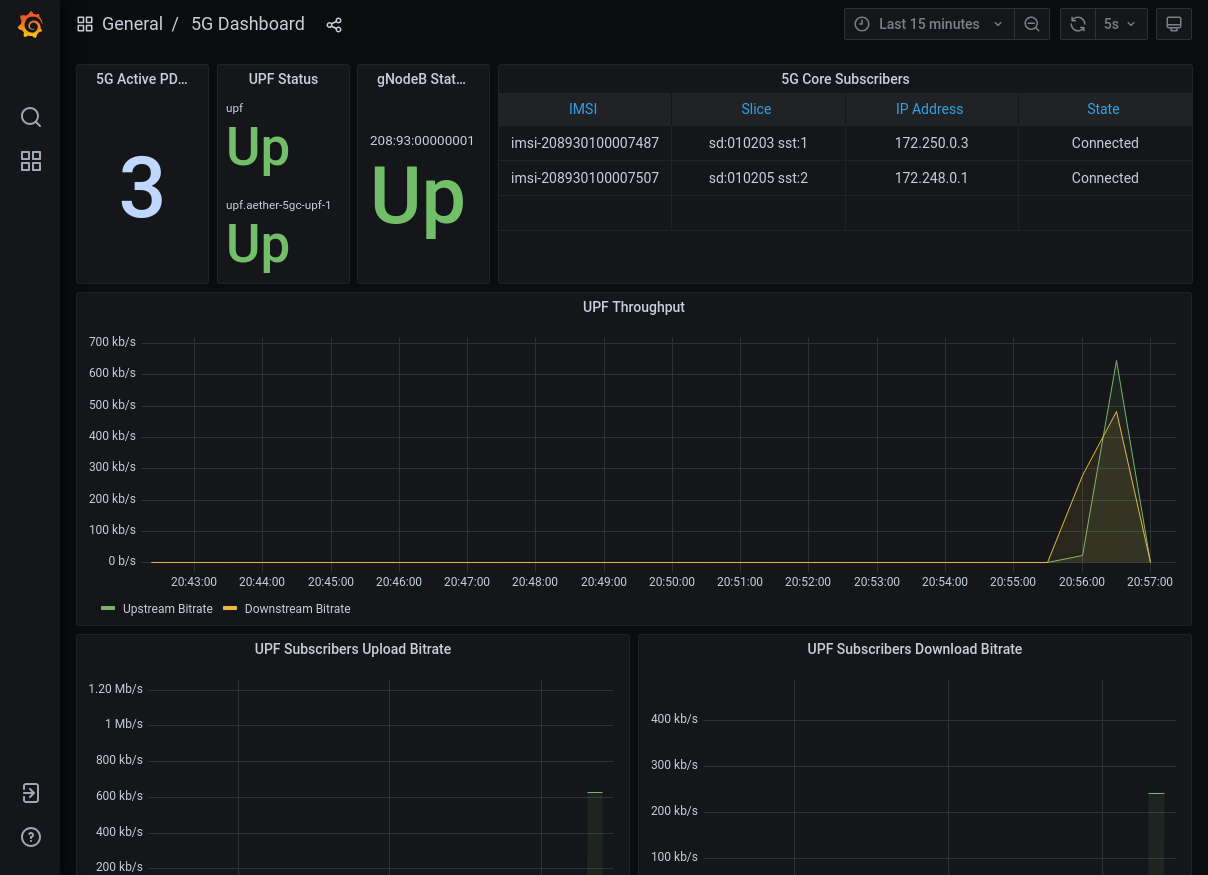 General / 5G Dashboard
Last 15 minutes
5s
5G Active PD...
3
UPF Status
upf
Up
upf.aether-5gc-upf-1
Up
gNodeB Stat...
208:93:00000001
Up
5G Core Subscribers
IMSI Slice IP Address State
imsi-208930100007487 sd:010203 sst:1 172.250.0.3 Connected
imsi-208930100007507 sd:010205 sst:2 172.248.0.1 Connected
UPF Throughput
700 kb/s
600 kb/s
500 kb/s
400 kb/s
300 kb/s
200 kb/s
100 kb/s
0 b/s
20:43:00 20:44:00 20:45:00 20:46:00 20:47:00 20:48:00 20:49:00 20:50:00 20:51:00 20:52:00 20:53:00 20:54:00 20:55:00 20:56:00 20:57:00
Upstream Bitrate Downstream Bitrate
UPF Subscribers Upload Bitrate
1.20 Mb/s
1 Mb/s
800 kb/s
600 kb/s
400 kb/s
200 kb/s
UPF Subscribers Download Bitrate
400 kb/s
300 kb/s
200 kb/s
100 kb/s